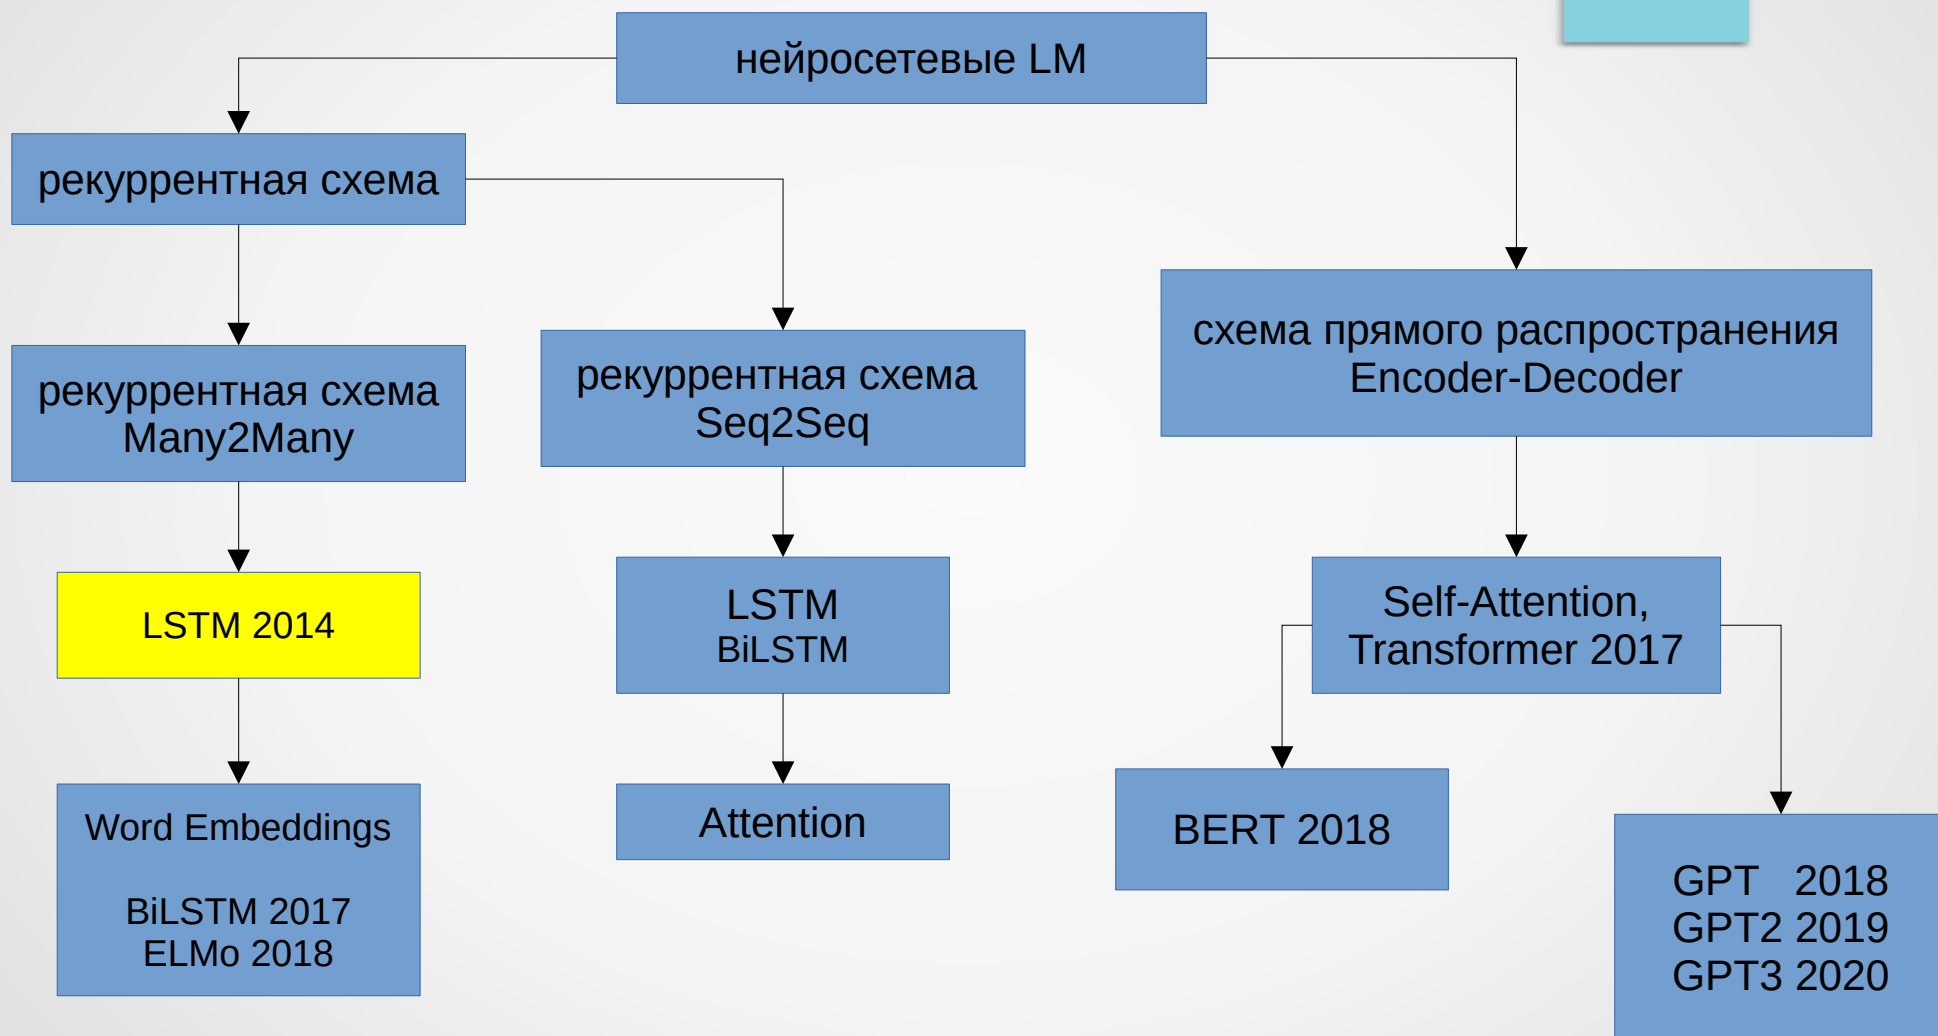 нейросетевые LM
рекуррентная схема
рекуррентная схема
Many2Many
рекуррентная схема
Seq2Seq
схема прямого распространения
Encoder-Decoder
LSTM 2014
LSTM
BiLSTM
Self-Attention,
Transformer 2017
Word Embeddings
BiLSTM 2017
ELMo 2018
Attention
BERT 2018
GPT 2018
GPT2 2019
GPT3 2020